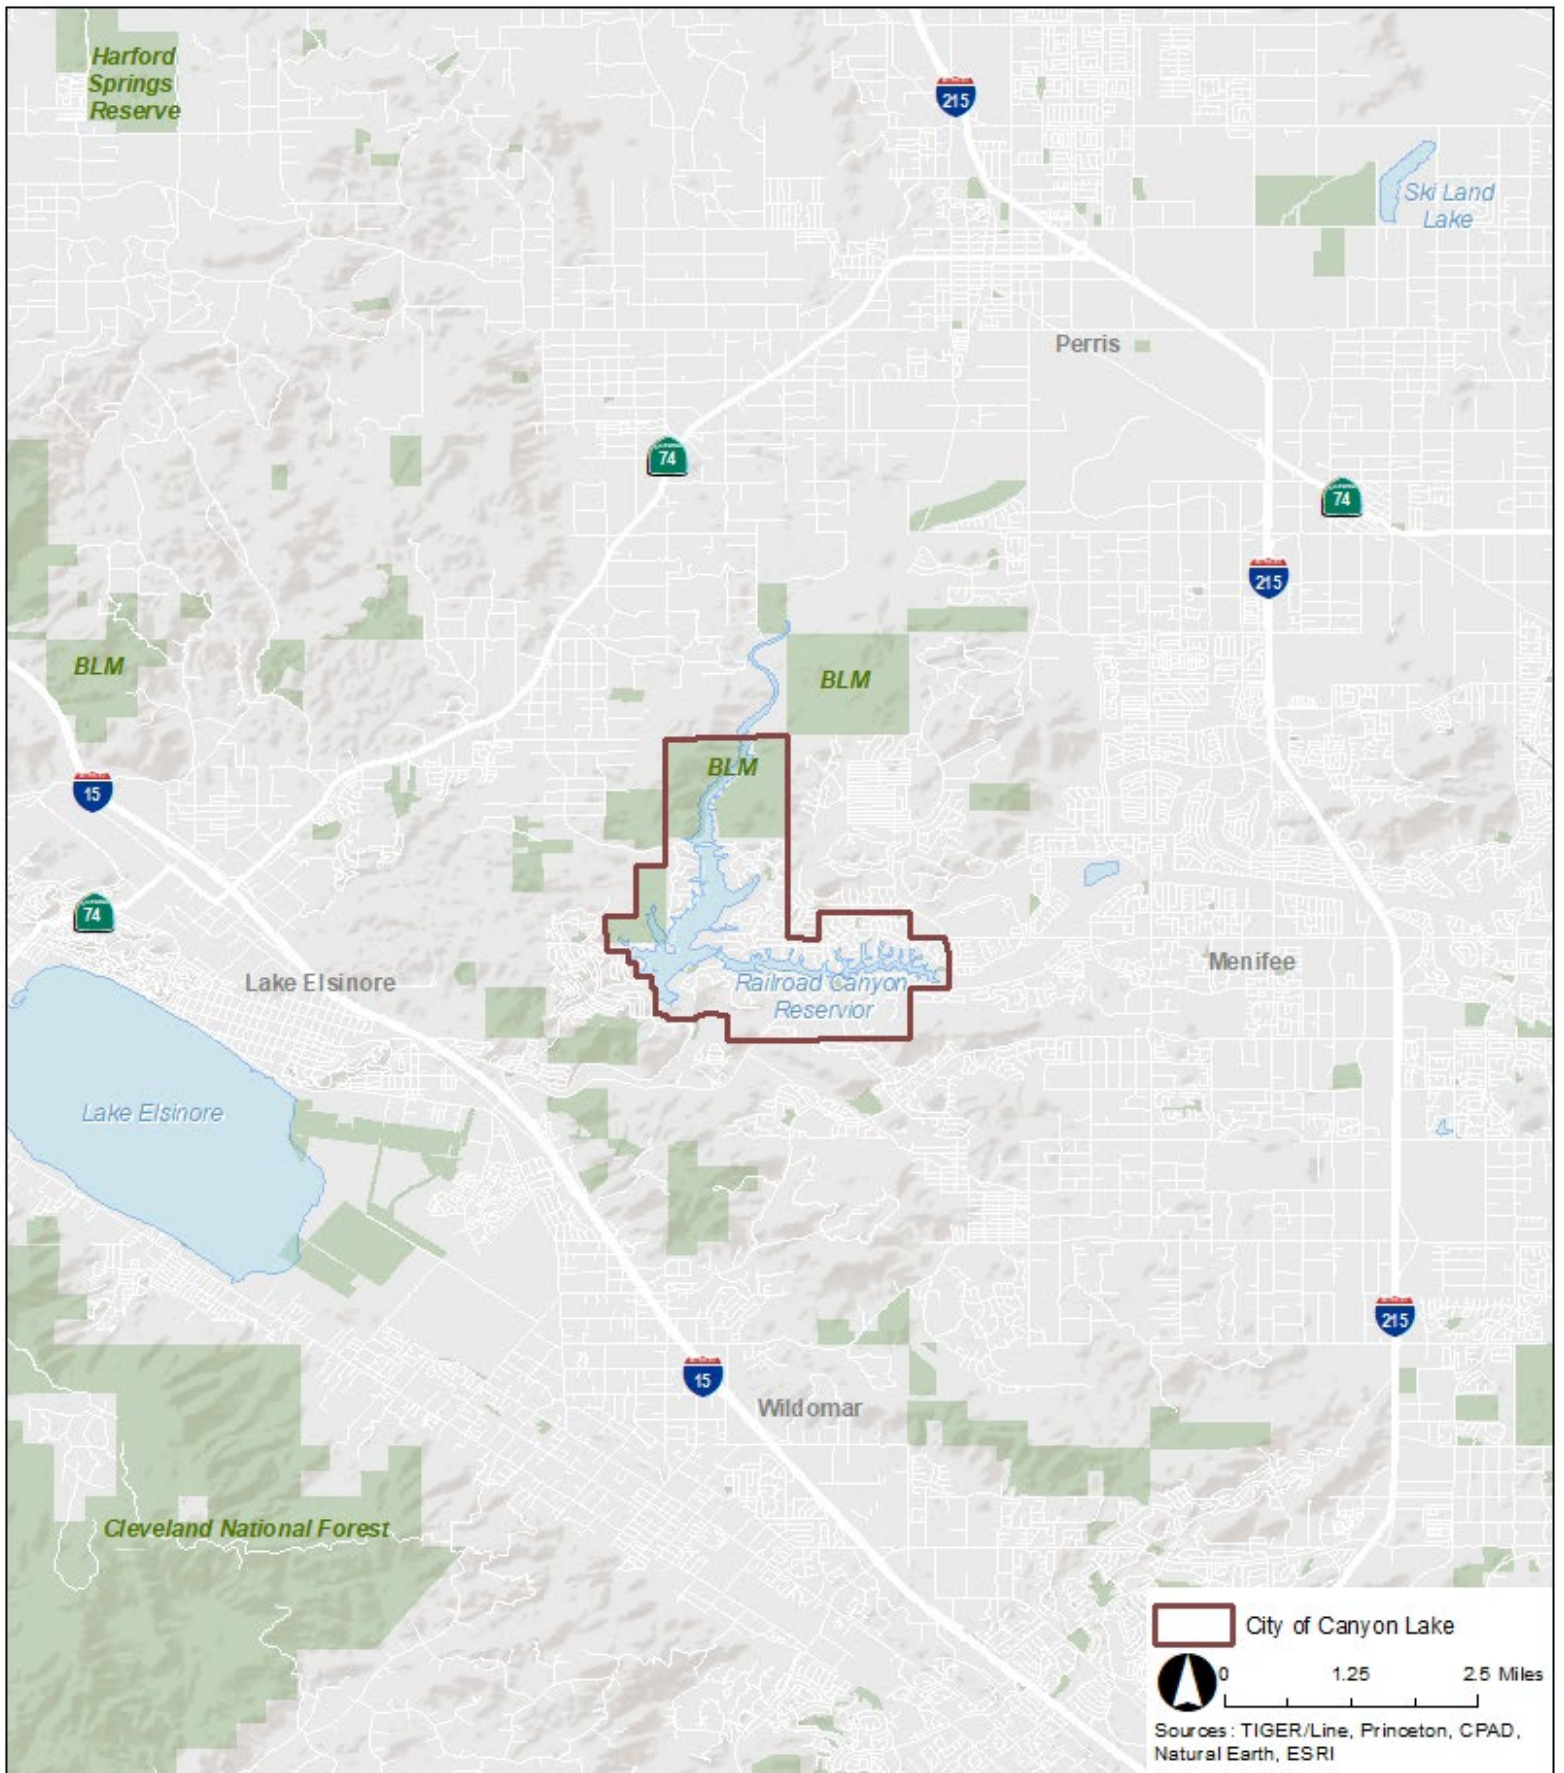 Harford
Springs
Reserve
215
Ski Land
Lake
Perris
74
74
215
BLM
BLM
BLM
15
74
Lake Elsinore
Menifee
Railroad Canyon
Reservior
Lake Elsinore
215
15
Wildomar
Cleveland National Forest
City of Canyon Lake
0 1.25 2.5 Miles
Sources: TIGER/Line, Princeton, CPAD,
Natural Earth, ESRI